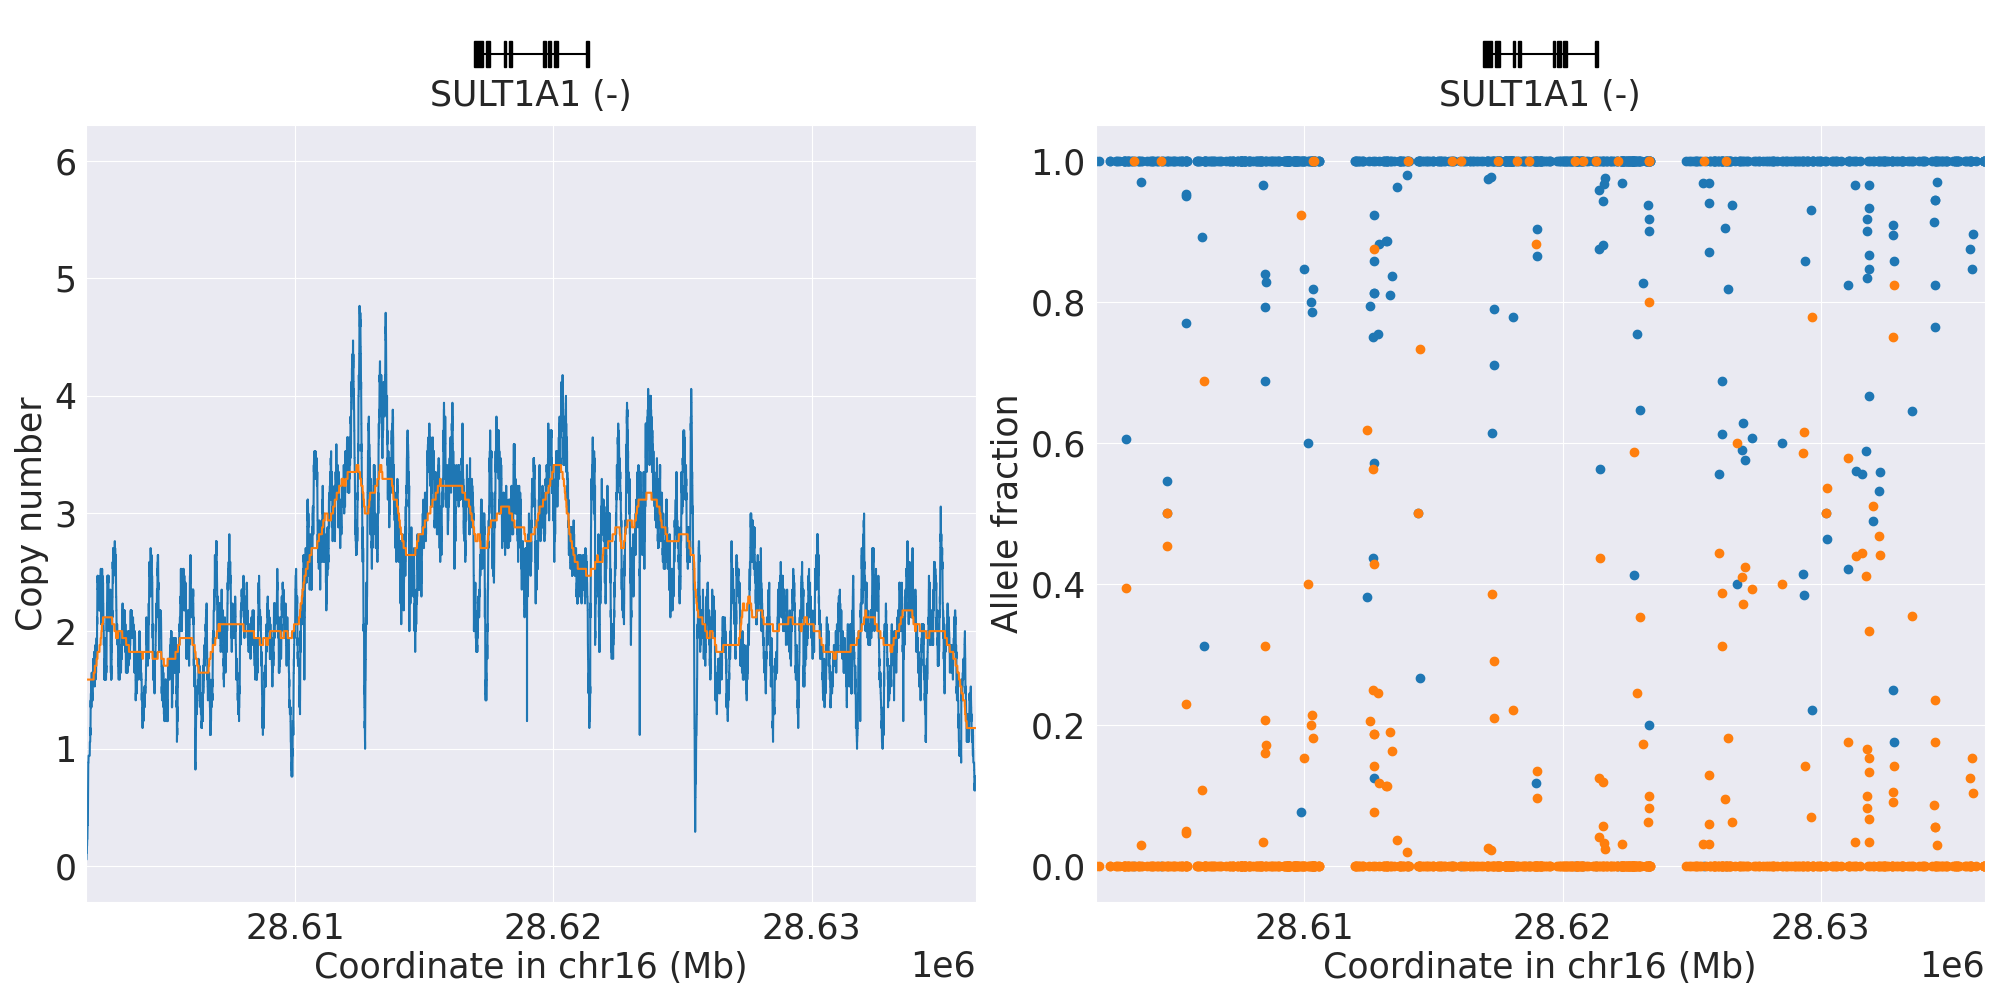 SULT1A1 (-)
6
5
4
3
2
1
0
Copy number
28.61
28.62
28.63
Coordinate in chr16 (Mb)
1e6
SULT1A1 (-)
1.0
0.8
0.6
0.4
0.2
0.0
Allele fraction
28.61
28.62
28.63
Coordinate in chr16 (Mb)
1e6